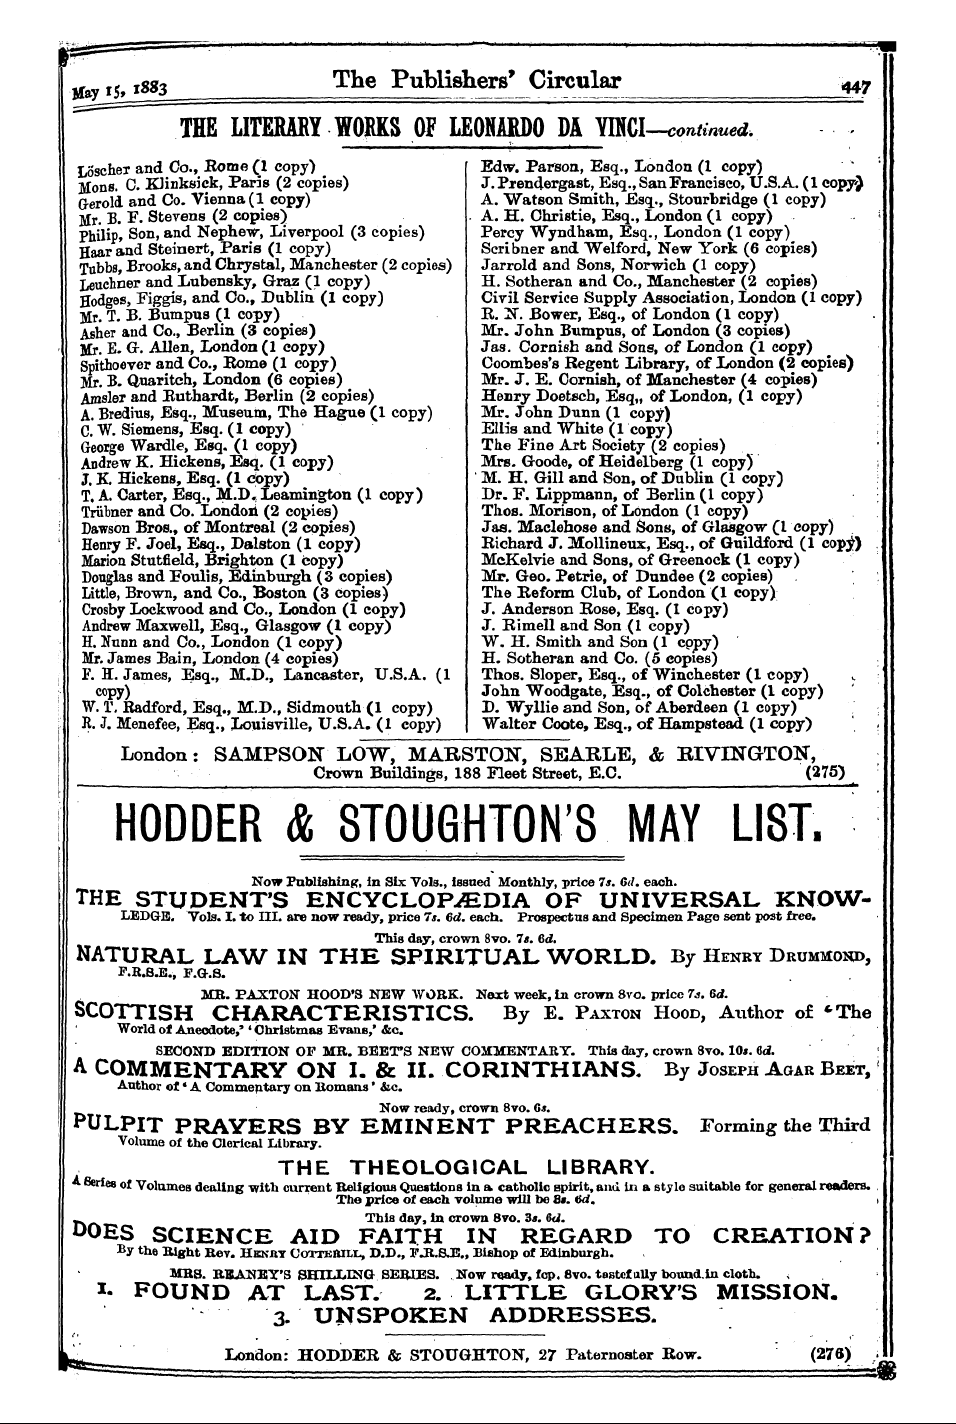 May 15, 1883 The Publishers' Circular 447
THE LITERARY WORKS OF LEONARDO DA VINCI—continued.
Löscher and Co., Rome (1 copy)
Mons. C. Klinksick, Paris (2 copies)
Gerold and Co. Vienna (1 copy)
Mr. B. F. Stevens (2 copies)
Philip, Son, and Nephew, Liverpool (3 copies)
Haar and Steinert, Paris (1 copy)
Tubbs, Brooks, and Chrystal, Manchester (2 copies)
Leuchner and Lubensky, Graz (1 copy)
Hodges, Figgis, and Co., Dublin (1 copy)
Mr. T. B. Bumpus (1 copy)
Asher and Co., Berlin (3 copies)
Mr. E. G. Allen, London (1 copy)
Spithoever and Co., Rome (1 copy)
Mr. B. Quaritch, London (6 copies)
Amsler and Ruthardt, Berlin (2 copies)
A. Bredius, Esq., Museum, The Hague (1 copy)
C. W. Siemens, Esq. (1 copy)
George Wardle, Esq. (1 copy)
Andrew K. Hickens, Esq. (1 copy)
J. K. Hickens, Esq. (1 copy)
T. A. Carter, Esq., M.D. Leamington (1 copy)
Trübner and Co. London (2 copies)
Dawson Bros., of Montreal (2 copies)
Henry F. Joel, Esq., Dalston (1 copy)
Marion Stutfield, Brighton (1 copy)
Douglas and Foulis, Edinburgh (3 copies)
Little, Brown, and Co., Boston (3 copies)
Crosby Lockwood and Co., London (1 copy)
Andrew Maxwell, Esq., Glasgow (1 copy)
H. Nunn and Co., London (1 copy)
Mr. James Bain, London (4 copies)
F. H. James, Esq., M.D., Lancaster, U.S.A. (1
copy)
W. T. Radford, Esq., M.D., Sidmouth (1 copy)
R. J. Menefee, Esq., Louisville, U.S.A. (1 copy)
Edw. Parson, Esq., London (1 copy)
J. Prendergast, Esq., San Francisco, U.S.A. (1 copy)
A. Watson Smith, Esq., Stourbridge (1 copy)
A. H. Christie, Esq., London (1 copy)
Percy Wyndham, Esq., London (1 copy)
Scribner and Welford, New York (6 copies)
Jarrold and Sons, Norwich (1 copy)
H. Sotheran and Co., Manchester (2 copies)
Civil Service Supply Association, London (1 copy)
R. N. Bower, Esq., of London (1 copy)
Mr. John Bumpus, of London (3 copies)
Jas. Cornish and Sons, of London (1 copy)
Coombes's Regent Library, of London (2 copies)
Mr. J. E. Cornish, of Manchester (4 copies)
Henry Doetsch, Esq,, of London, (1 copy)
Mr. John Dunn (1 copy)
Ellis and White (1 copy)
The Fine Art Society (2 copies)
Mrs. Goode, of Heidelberg (1 copy)
M. H. Gill and Son, of Dublin (1 copy)
Dr. F. Lippmann, of Berlin (1 copy)
Thos. Morison, of London (1 copy)
Jas. Maclehose and Sons, of Glasgow (1 copy)
Richard J. Mollineux, Esq., of Guildford (1 copy)
McKelvie and Sons, of Greenock (1 copy)
Mr. Geo. Petrie, of Dundee (2 copies)
The Reform Club, of London (1 copy)
J. Anderson Rose, Esq. (1 copy)
J. Rimell and Son (1 copy)
W. H. Smith and Son (1 copy)
H. Sotheran and Co. (5 copies)
Thos. Sloper, Esq., of Winchester (1 copy)
John Woodgate, Esq., of Colchester (1 copy)
D. Wyllie and Son, of Aberdeen (1 copy)
Walter Coote, Esq., of Hampstead (1 copy)
London: SAMPSON LOW, MARSTON, SEARLE, & RIVINGTON,
Crown Buildings, 188 Fleet Street, E.C. (275)
HODDER & STOUGHTON'S MAY LIST.
Now Publishing, in Six Vols., issued Monthly, price 7s. 6d. each.
THE STUDENT'S ENCYCLOPÆDIA OF UNIVERSAL KNOW-
LEDGE. Vols. I. to III. are now ready, price 7s. 6d. each. Prospectus and Specimen Page sent post free.
This day, crown 8vo. 7s. 6d.
NATURAL LAW IN THE SPIRITUAL WORLD. By HENRY DRUMMOND,
F.R.S.E., F.G.S.
MR. PAXTON HOOD'S NEW WORK. Next week, in crown 8vo. price 7s. 6d.
SCOTTISH CHARACTERISTICS. By E. PAXTON HOOD, Author of 'The
World of Anecdote,' 'Christmas Evans,' &c.
SECOND EDITION OF MR. BEET'S NEW COMMENTARY. This day, crown 8vo. 10s. 6d.
A COMMENTARY ON I. & II. CORINTHIANS. By JOSEPH AGAR BEET,
Author of 'A Commentary on Romans' &c.
Now ready, crown 8vo. 6s.
PULPIT PRAYERS BY EMINENT PREACHERS. Forming the Third
Volume of the Clerical Library.
THE THEOLOGICAL LIBRARY.
A Series of Volumes dealing with current Religious Questions in a catholic spirit, and in a style suitable for general readers.
The price of each volume will be 3s. 6d.
This day, in crown 8vo. 3s. 6d.
DOES SCIENCE AID FAITH IN REGARD TO CREATION?
By the Right Rev. HENRY COTTERILL, D.D., F.R.S.E., Bishop of Edinburgh.
MRS. REANEY'S SHILLING SERIES. Now ready, fcp. 8vo. tastefully bound in cloth.
1. FOUND AT LAST. 2. LITTLE GLORY'S MISSION.
3. UNSPOKEN ADDRESSES.
London: HODDER & STOUGHTON, 27 Paternoster Row. (276)